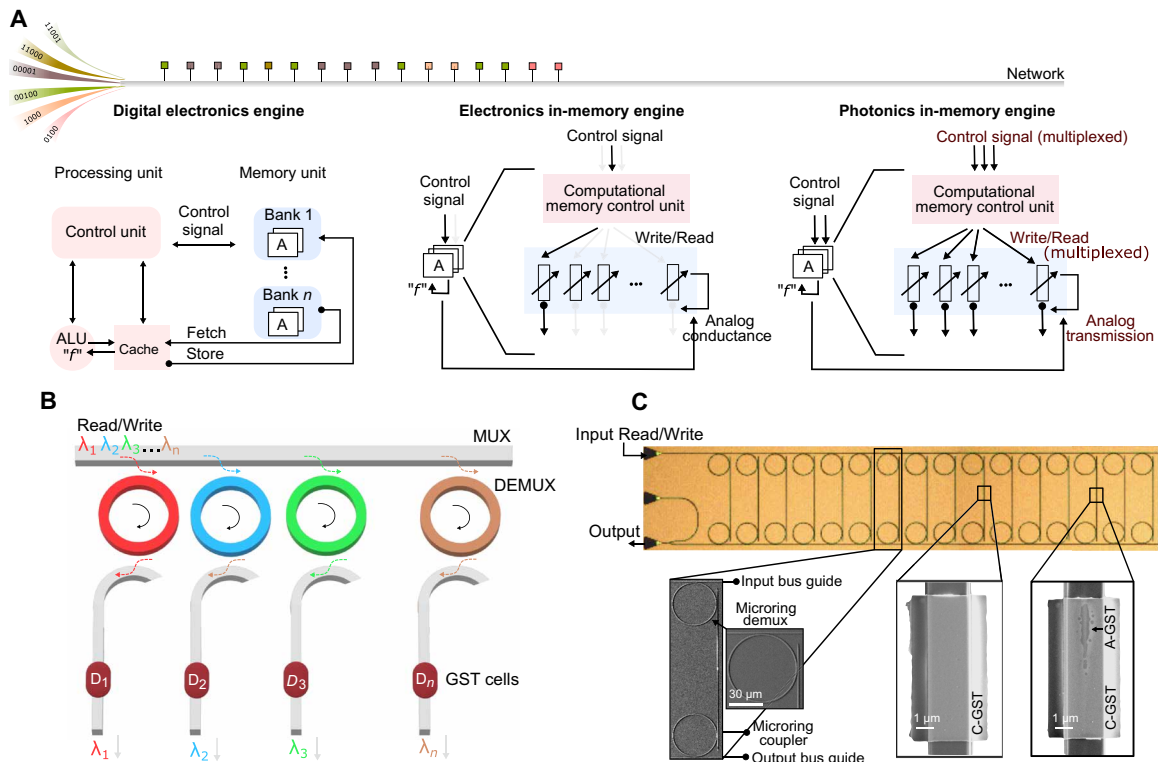 A
11001
11000
00001
00100
1000
0100
Network
Digital electronics engine
Electronics in-memory engine
Photonics in-memory engine
Processing unit
Memory unit
Control unit
Control
signal
Bank 1
A
Bank n
A
ALU
"f"
Cache
Fetch
Store
Control signal
Control
signal
Computational
memory control unit
Write/Read
A
"f"
Analog
conductance
Control signal (multiplexed)
Control
signal
Computational
memory control unit
Write/Read
(multiplexed)
A
"f"
Analog
transmission
B
Read/Write
λ1 λ2 λ3 ... λn
MUX
DEMUX
D1
D2
D3
Dn
GST cells
λ1
λ2
λ3
λn
C
Input Read/Write
Output
Input bus guide
Microring
demux
30 µm
Microring
coupler
Output bus guide
1 µm
C-GST
1 µm
A-GST
C-GST